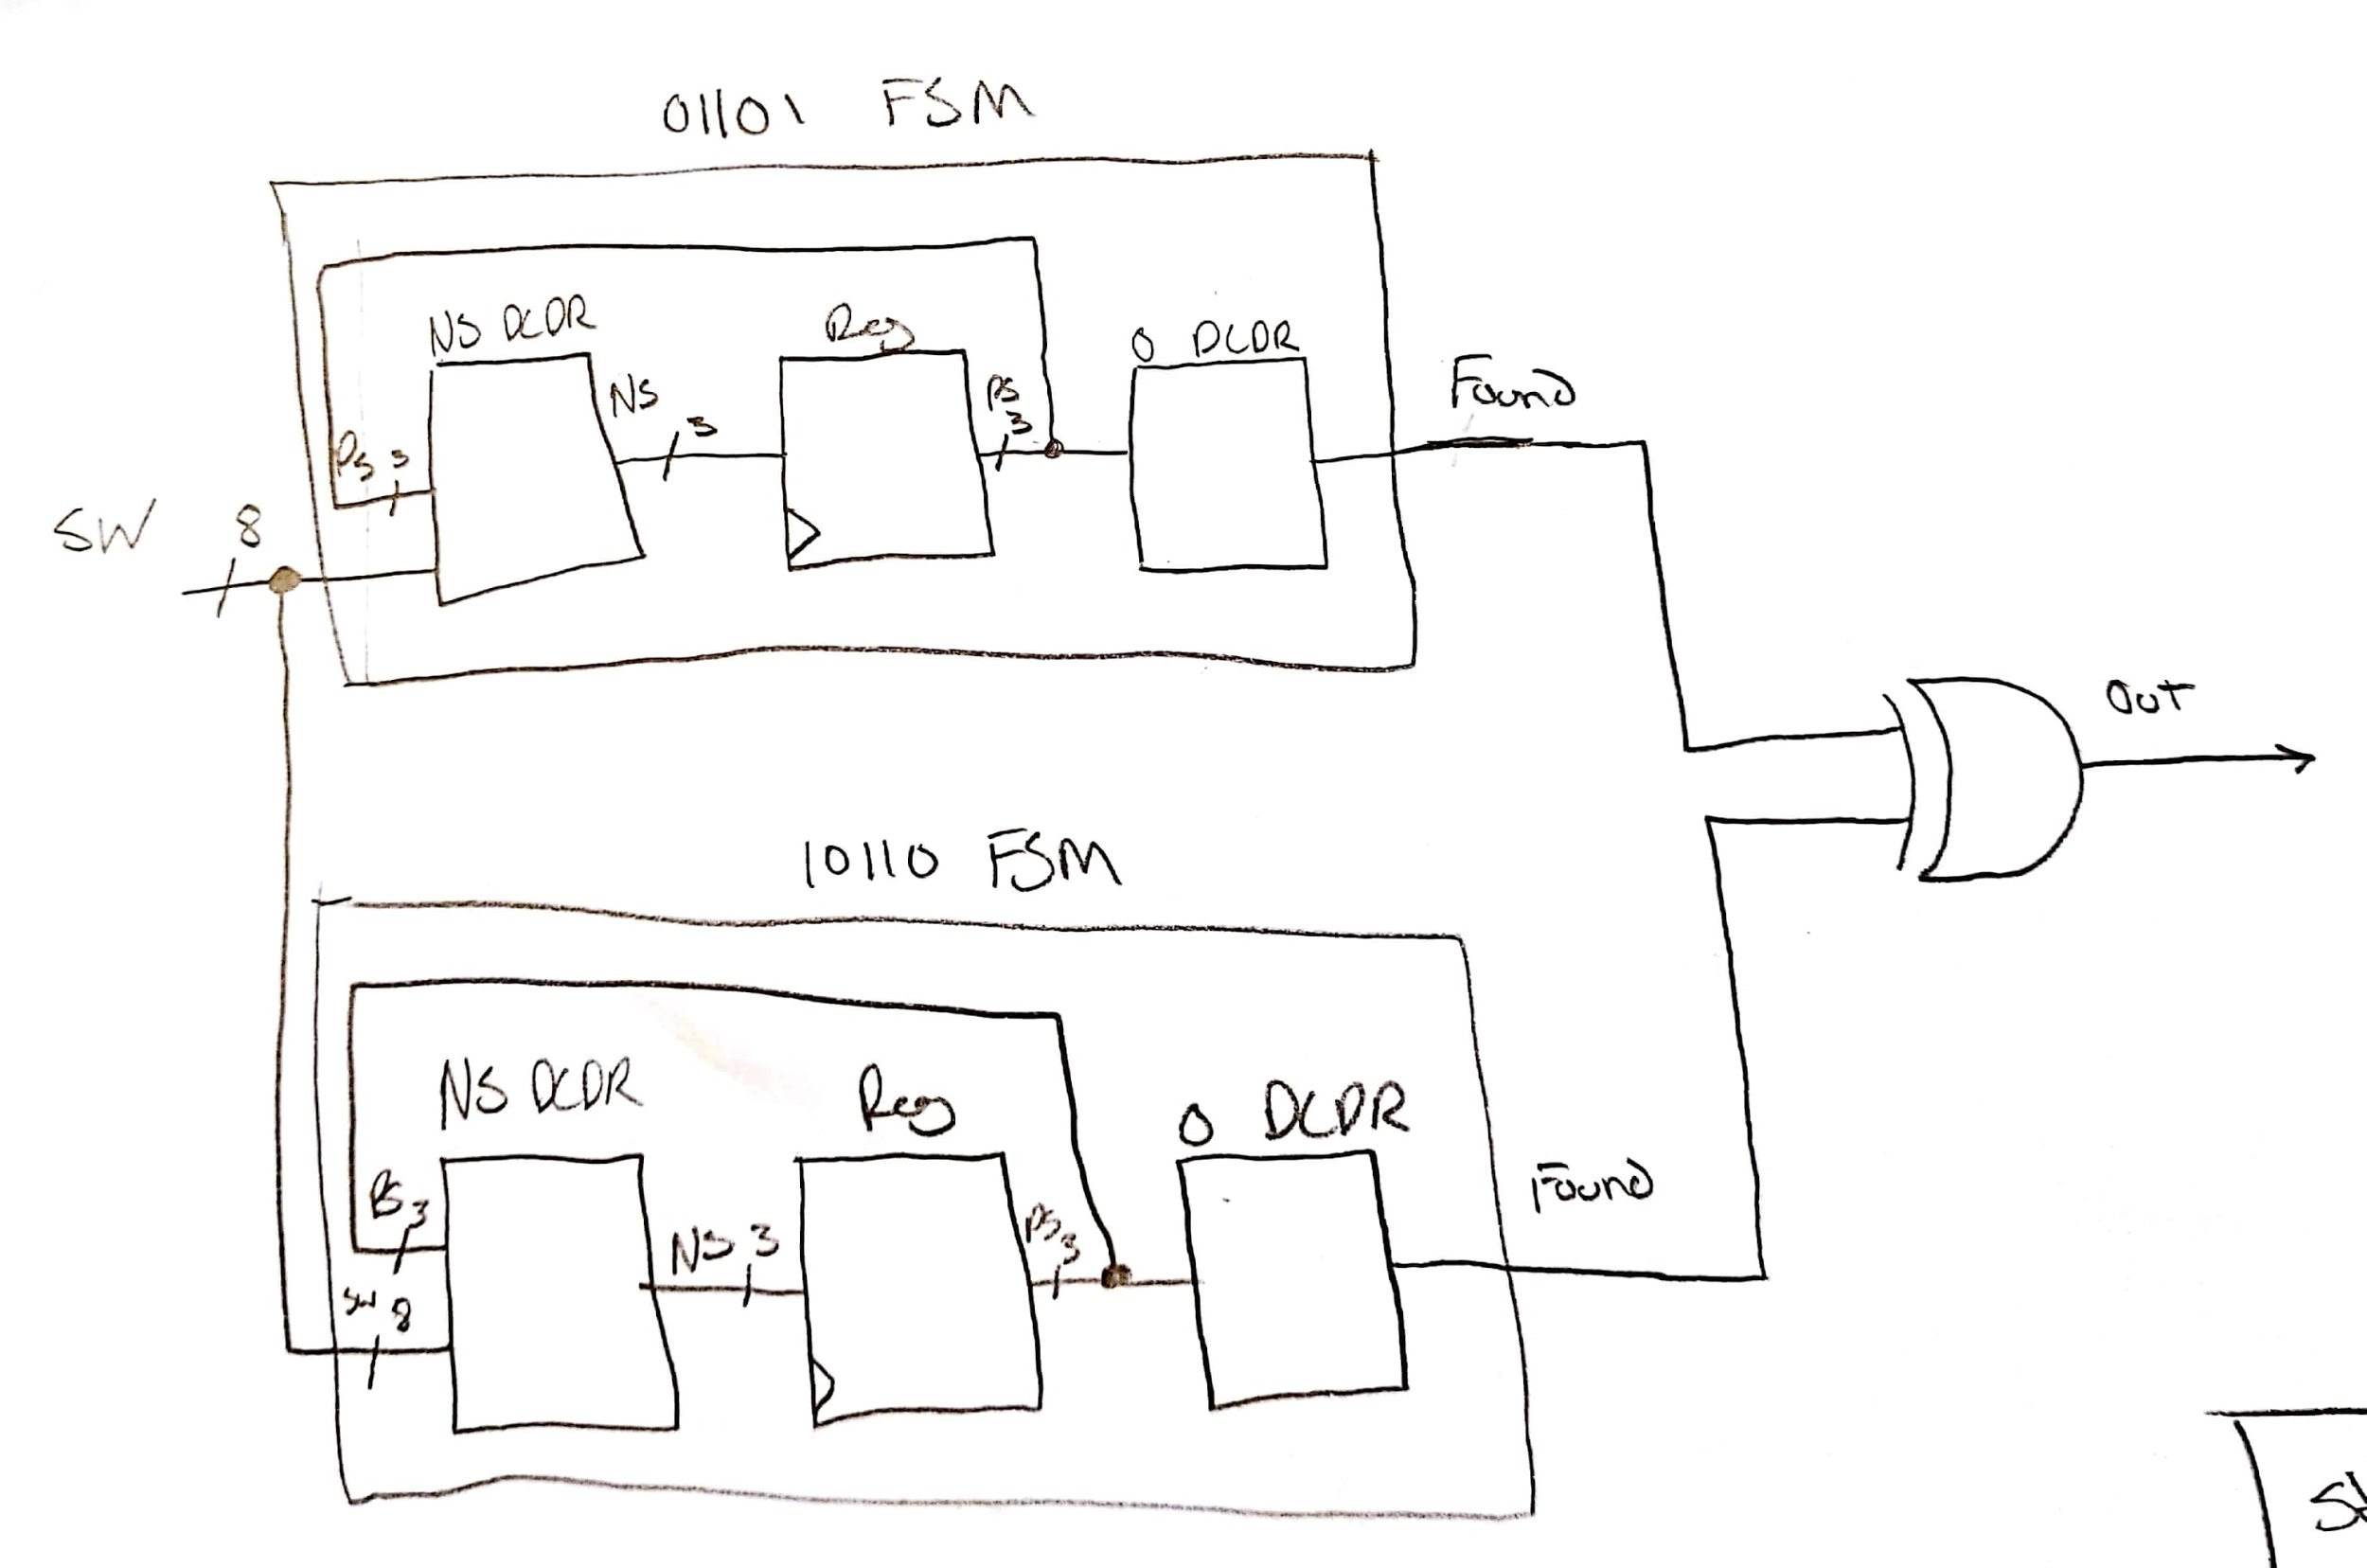 01101 FSM
NS DCDR
Reg
O DCDR
NS
3
PS
3
Found
PS 3
SW
8
OUT
10110 FSM
NS DCDR
Reg
O DCDR
PS 3
NS 3
PS 3
Found
SW 8